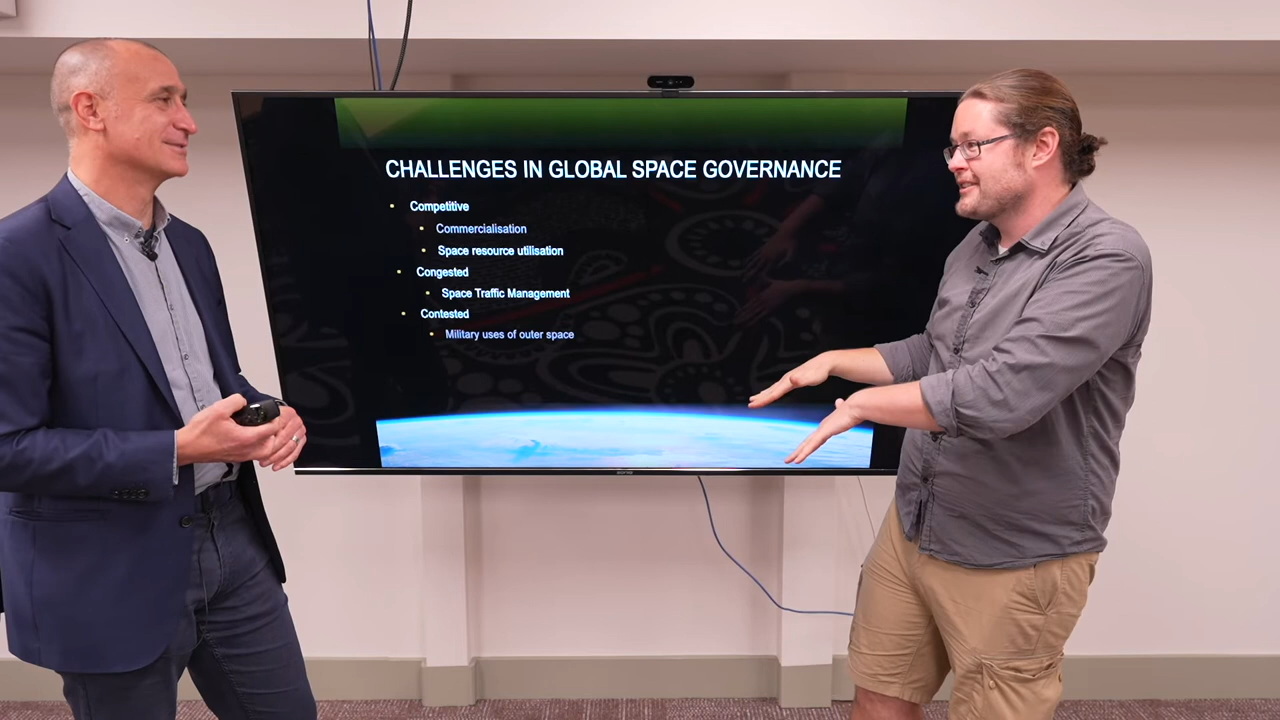 CHALLENGES IN GLOBAL SPACE GOVERNANCE
Competitive
Commercialisation
Space resource utilisation
Congested
Space Traffic Management
Contested
Military uses of outer space